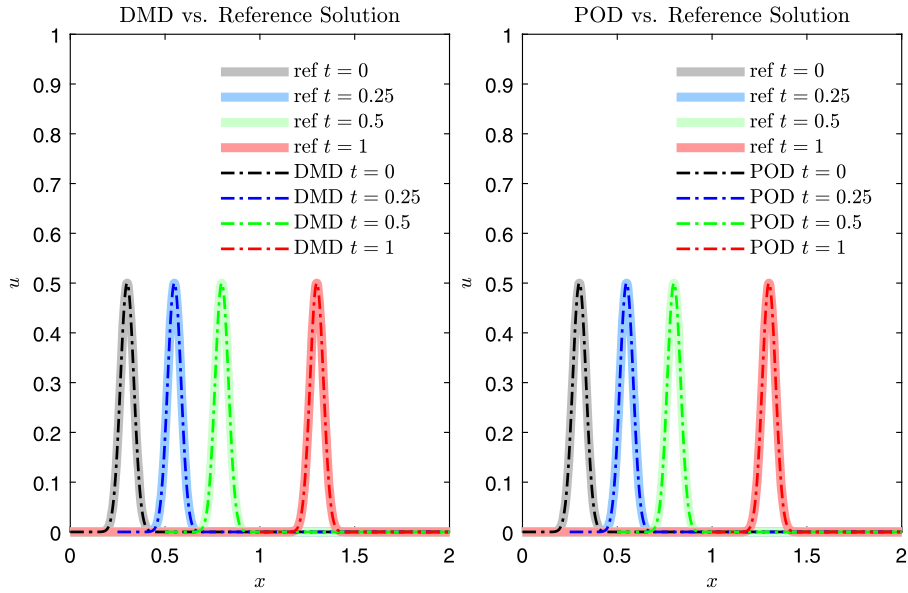 DMD vs. Reference Solution
1
0.9
0.8
0.7
0.6
0.5
0.4
0.3
0.2
0.1
0
u
ref t = 0
ref t = 0.25
ref t = 0.5
ref t = 1
DMD t = 0
DMD t = 0.25
DMD t = 0.5
DMD t = 1
0 0.5 1 1.5 2
x
POD vs. Reference Solution
1
0.9
0.8
0.7
0.6
0.5
0.4
0.3
0.2
0.1
0
u
ref t = 0
ref t = 0.25
ref t = 0.5
ref t = 1
POD t = 0
POD t = 0.25
POD t = 0.5
POD t = 1
0 0.5 1 1.5 2
x